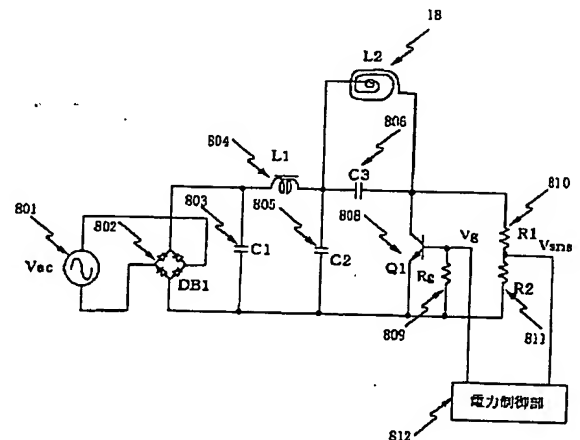 18
L2
804
806
L1
C3
810
801
802
803
805
808
Vg
R1
Vsns
Vac
C1
C2
Q1
Rg
R2
DB1
809
811
電力制御部
812